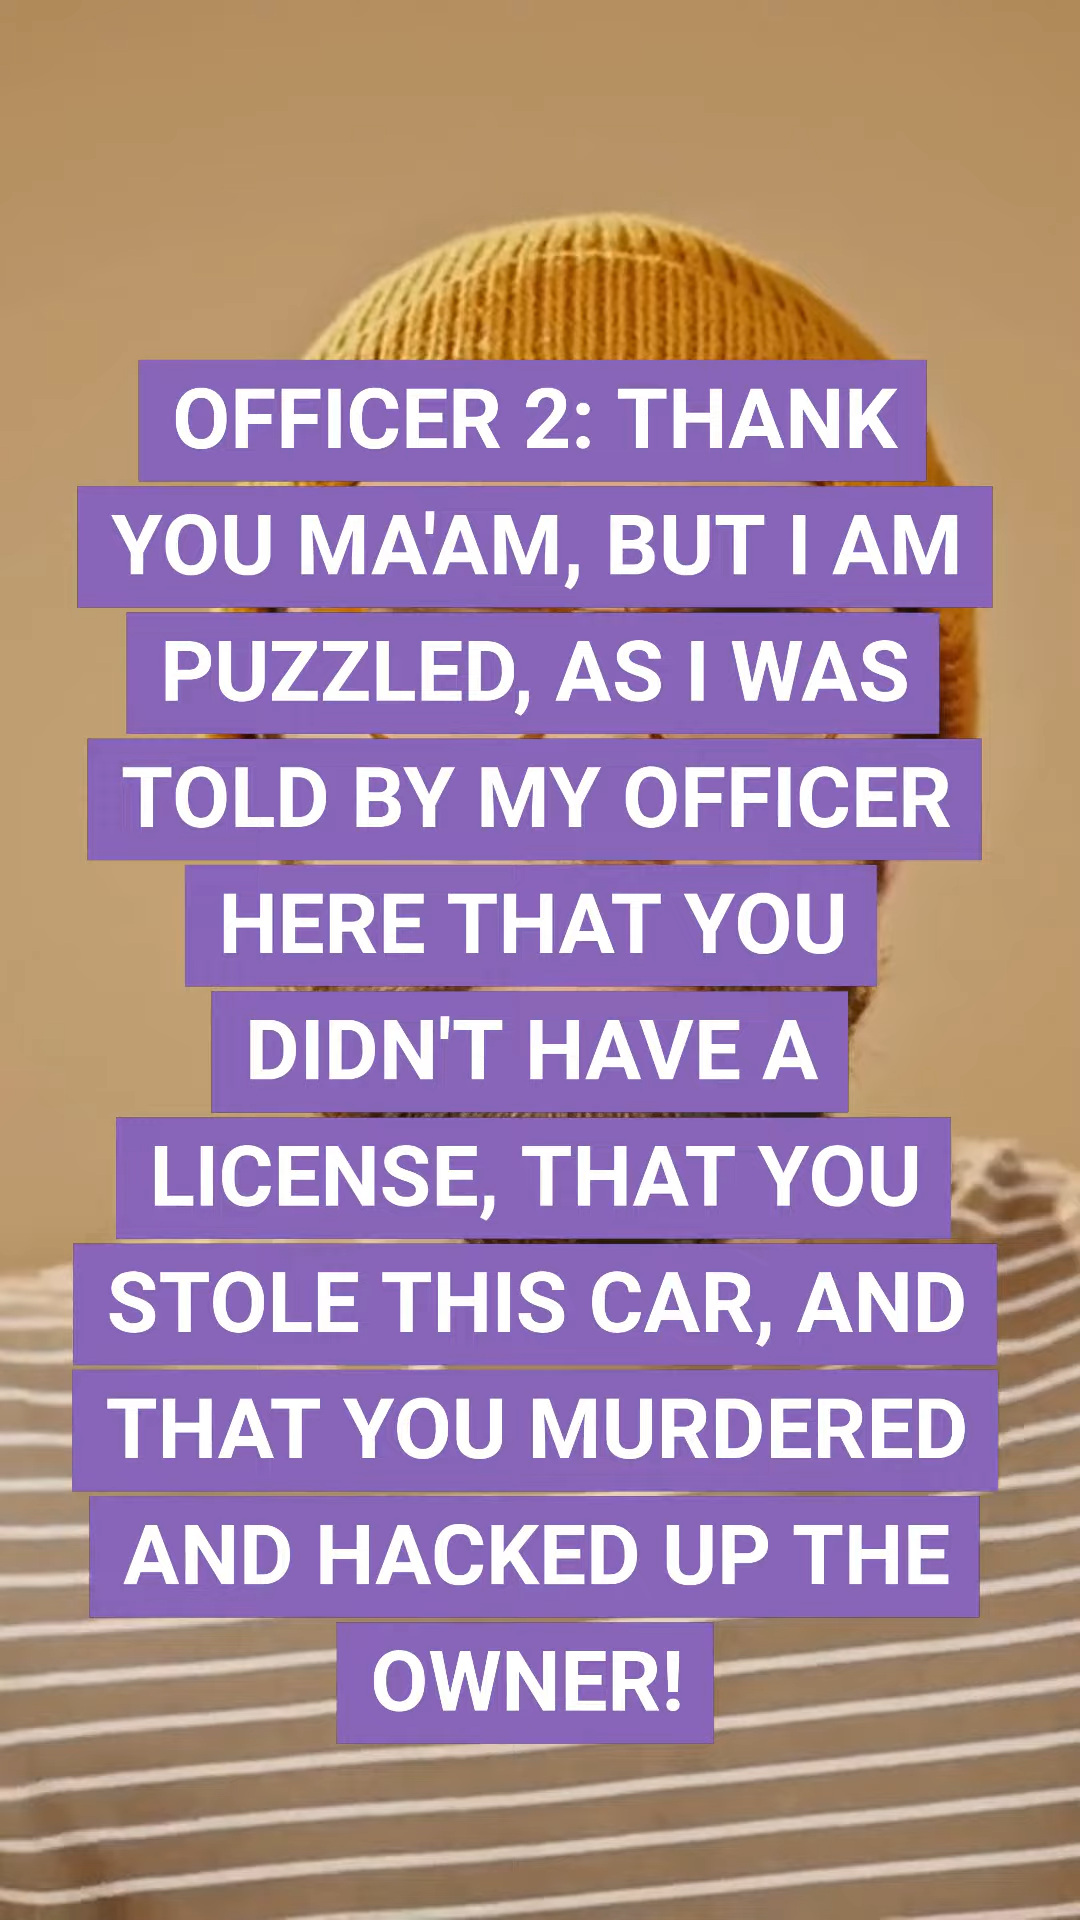 OFFICER 2: THANK
YOU MA'AM, BUT I AM
PUZZLED, AS I WAS
TOLD BY MY OFFICER
HERE THAT YOU
DIDN'T HAVE A
LICENSE, THAT YOU
STOLE THIS CAR, AND
THAT YOU MURDERED
AND HACKED UP THE
OWNER!